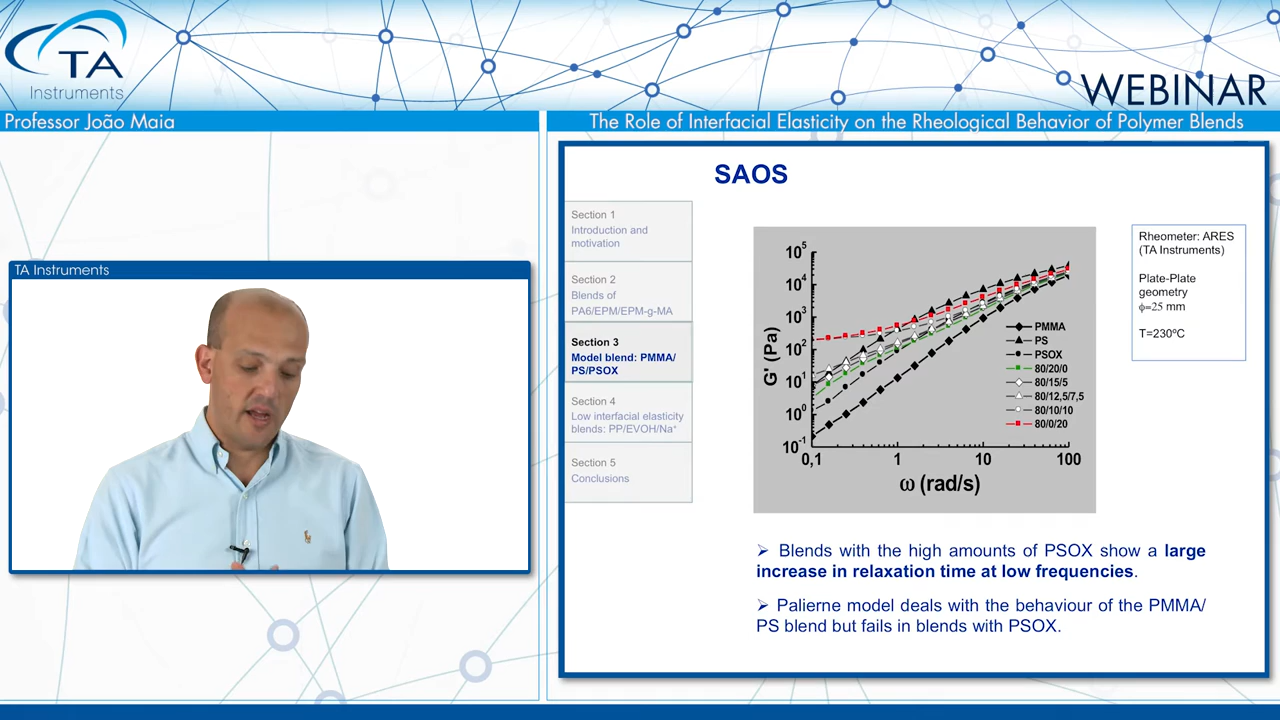 TA
Instruments
WEBINAR
Professor João Maia
The Role of Interfacial Elasticity on the Rheological Behavior of Polymer Blends
TA Instruments
SAOS
Section 1
Introduction and
motivation
Section 2
Blends of
PA6/EPM/EPM-g-MA
Section 3
Model blend: PMMA/
PS/PSOX
Section 4
Low interfacial elasticity
blends: PP/EVOH/Na⁺
Section 5
Conclusions
G' (Pa)
10⁵
10⁴
10³
10²
10¹
10⁰
10⁻¹
0,1
1
10
100
ω (rad/s)
PMMA
PS
PSOX
80/20/0
80/15/5
80/12,5/7,5
80/10/10
80/0/20
Rheometer: ARES
(TA Instruments)
Plate-Plate
geometry
ϕ=25 mm
T=230ºC
➢ Blends with the high amounts of PSOX show a large
increase in relaxation time at low frequencies.
➢ Palierne model deals with the behaviour of the PMMA/
PS blend but fails in blends with PSOX.